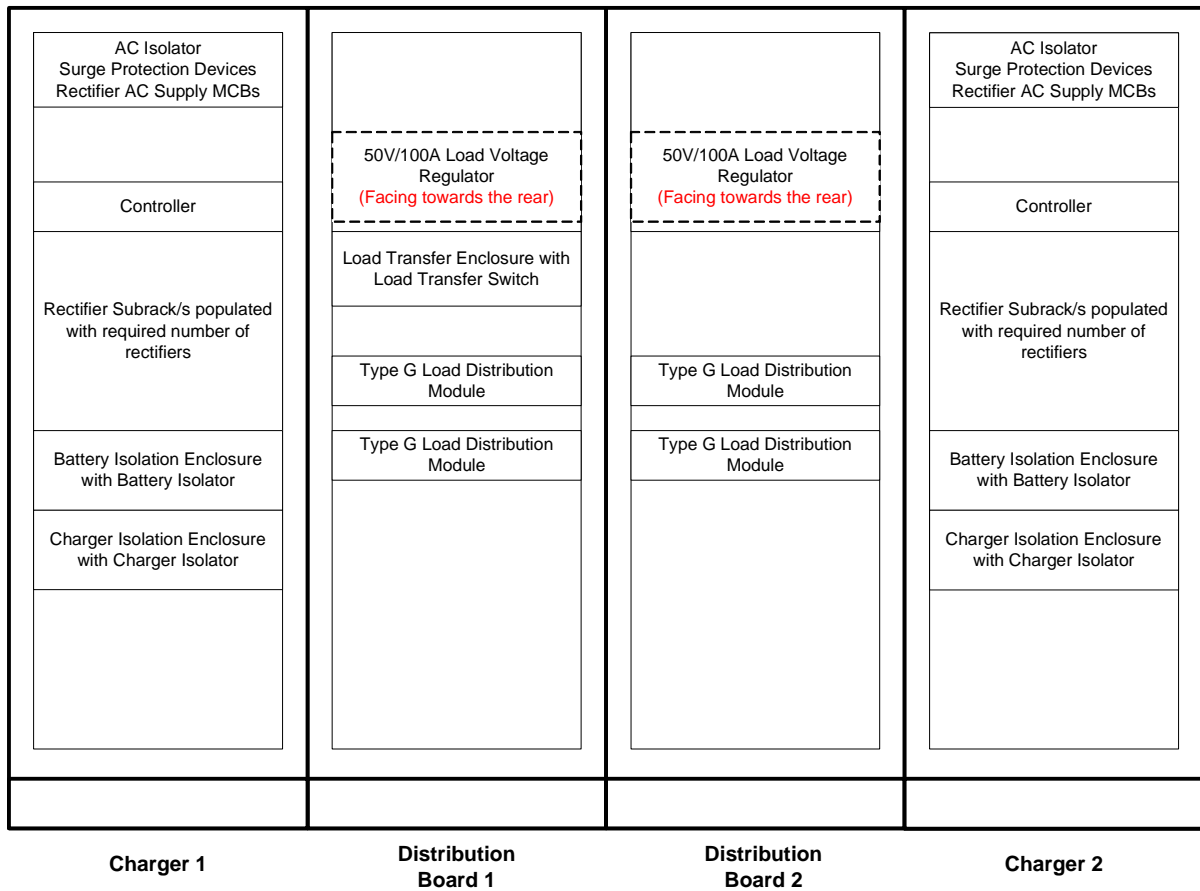 AC Isolator
Surge Protection Devices
Rectifier AC Supply MCBs
Controller
Rectifier Subrack/s populated
with required number of
rectifiers
Battery Isolation Enclosure
with Battery Isolator
Charger Isolation Enclosure
with Charger Isolator
Charger 1
50V/100A Load Voltage
Regulator
(Facing towards the rear)
Load Transfer Enclosure with
Load Transfer Switch
Type G Load Distribution
Module
Type G Load Distribution
Module
Distribution
Board 1
50V/100A Load Voltage
Regulator
(Facing towards the rear)
Type G Load Distribution
Module
Type G Load Distribution
Module
Distribution
Board 2
AC Isolator
Surge Protection Devices
Rectifier AC Supply MCBs
Controller
Rectifier Subrack/s populated
with required number of
rectifiers
Battery Isolation Enclosure
with Battery Isolator
Charger Isolation Enclosure
with Charger Isolator
Charger 2